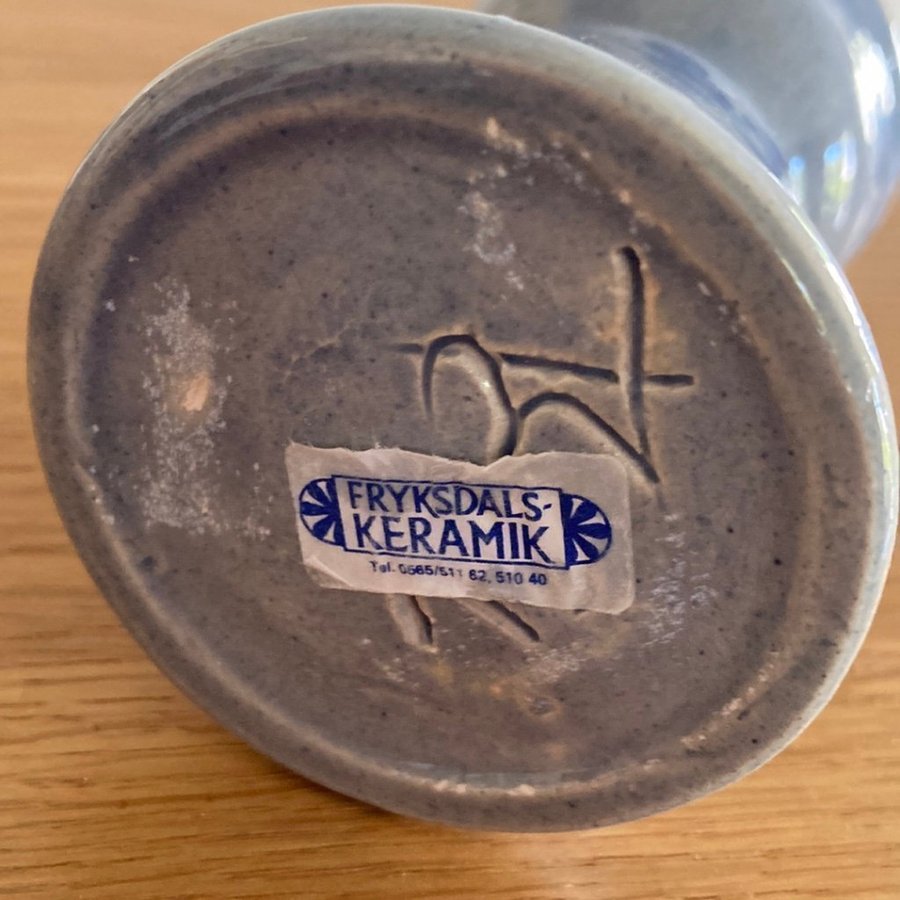 FRYKSDALS-
KERAMIK
Tel. 0565/511 62, 510 40